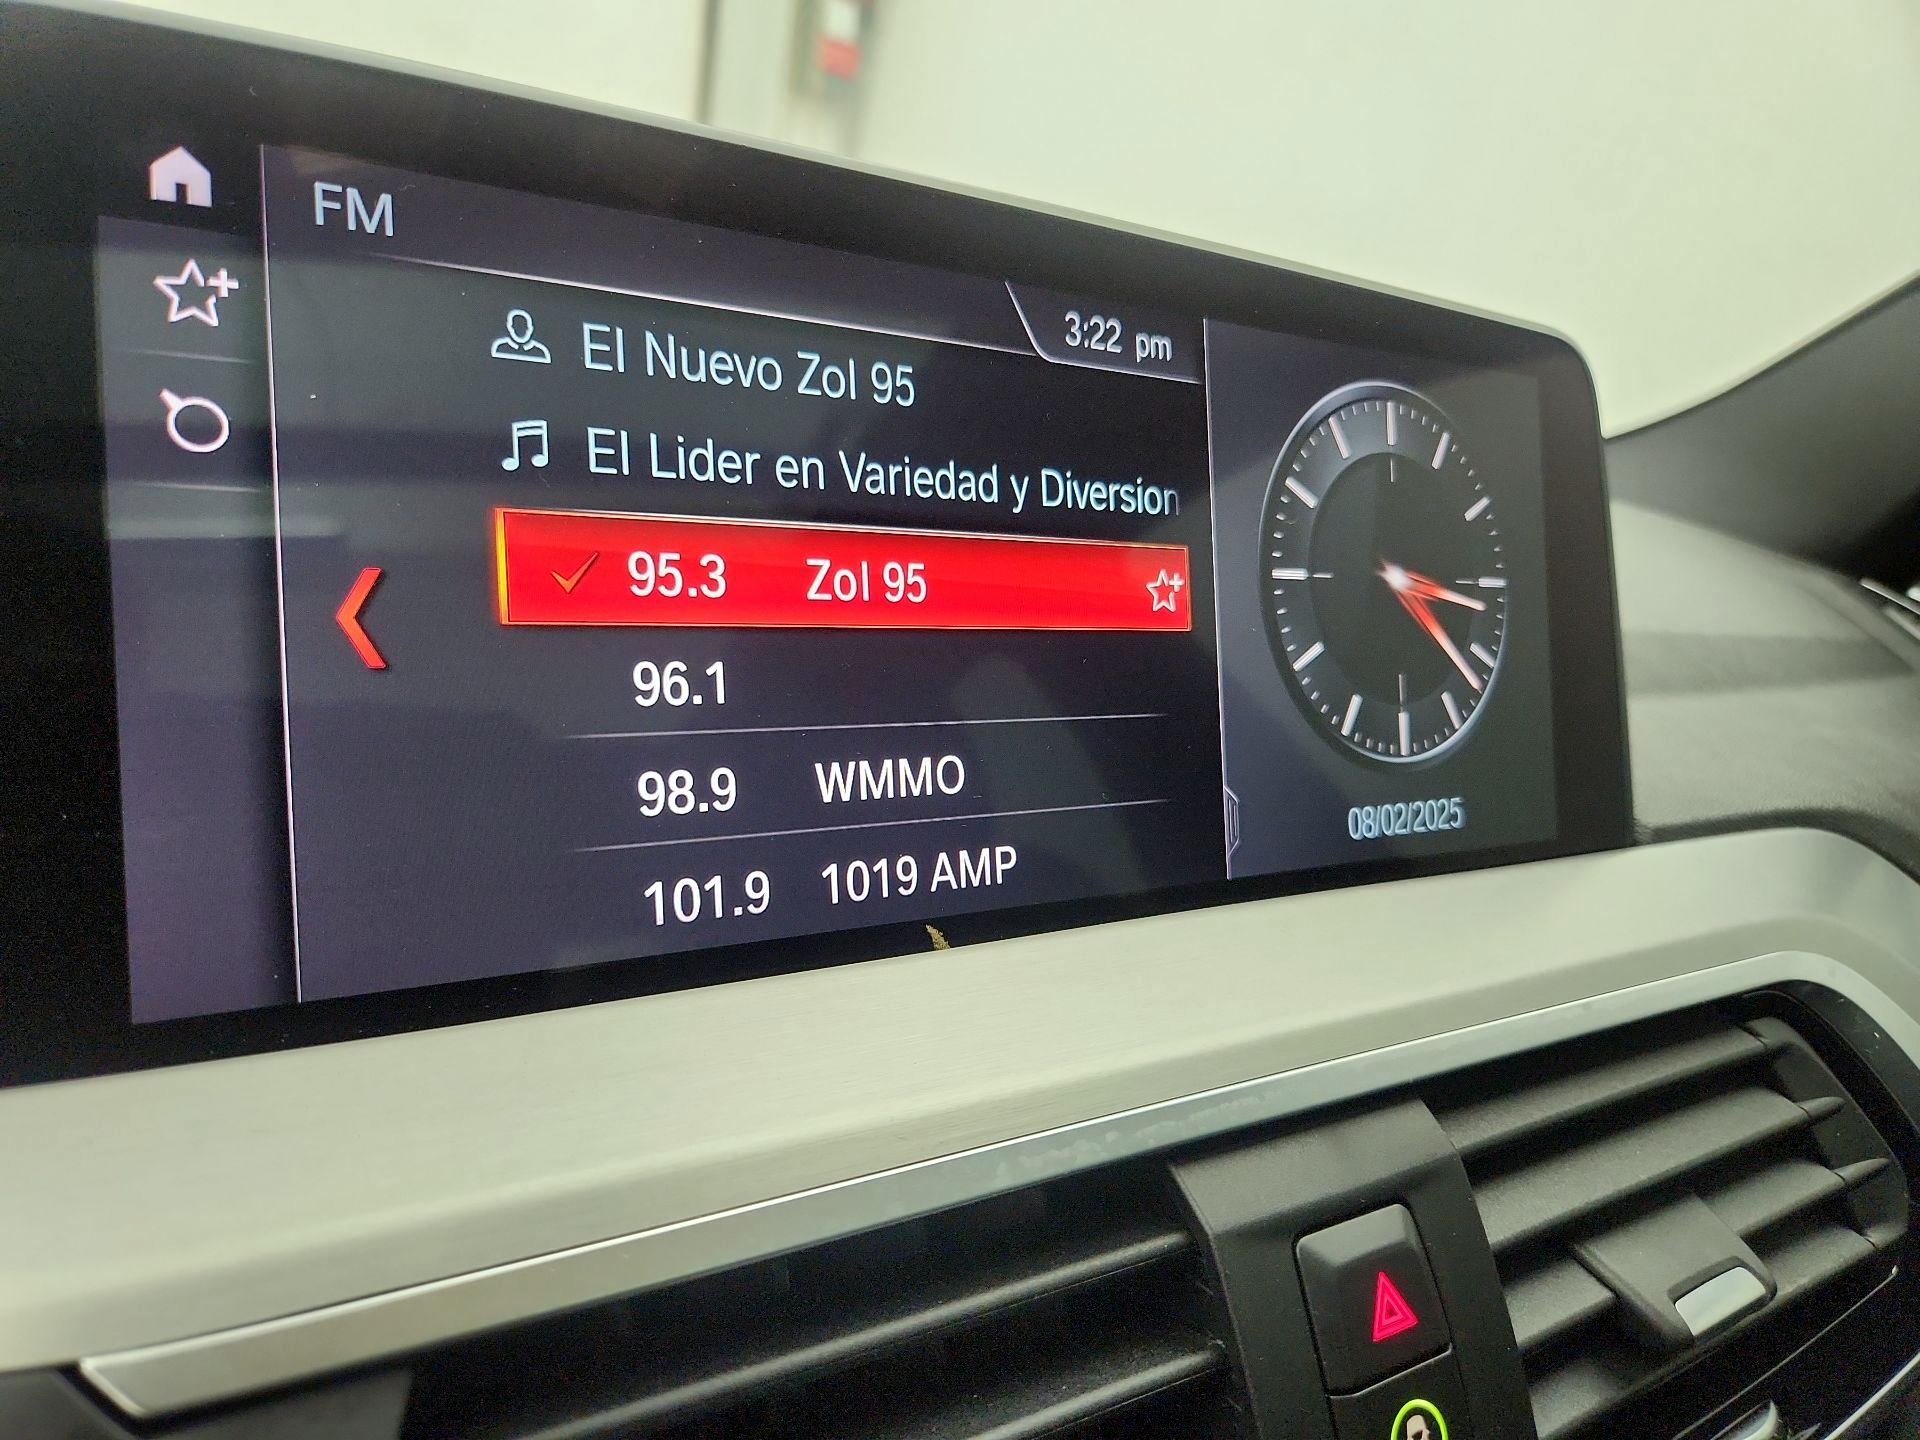 FM
3:22 pm
El Nuevo Zol 95
El Lider en Variedad y Diversion
95.3 Zol 95
96.1
98.9 WMMO
101.9 1019 AMP
08/02/2025